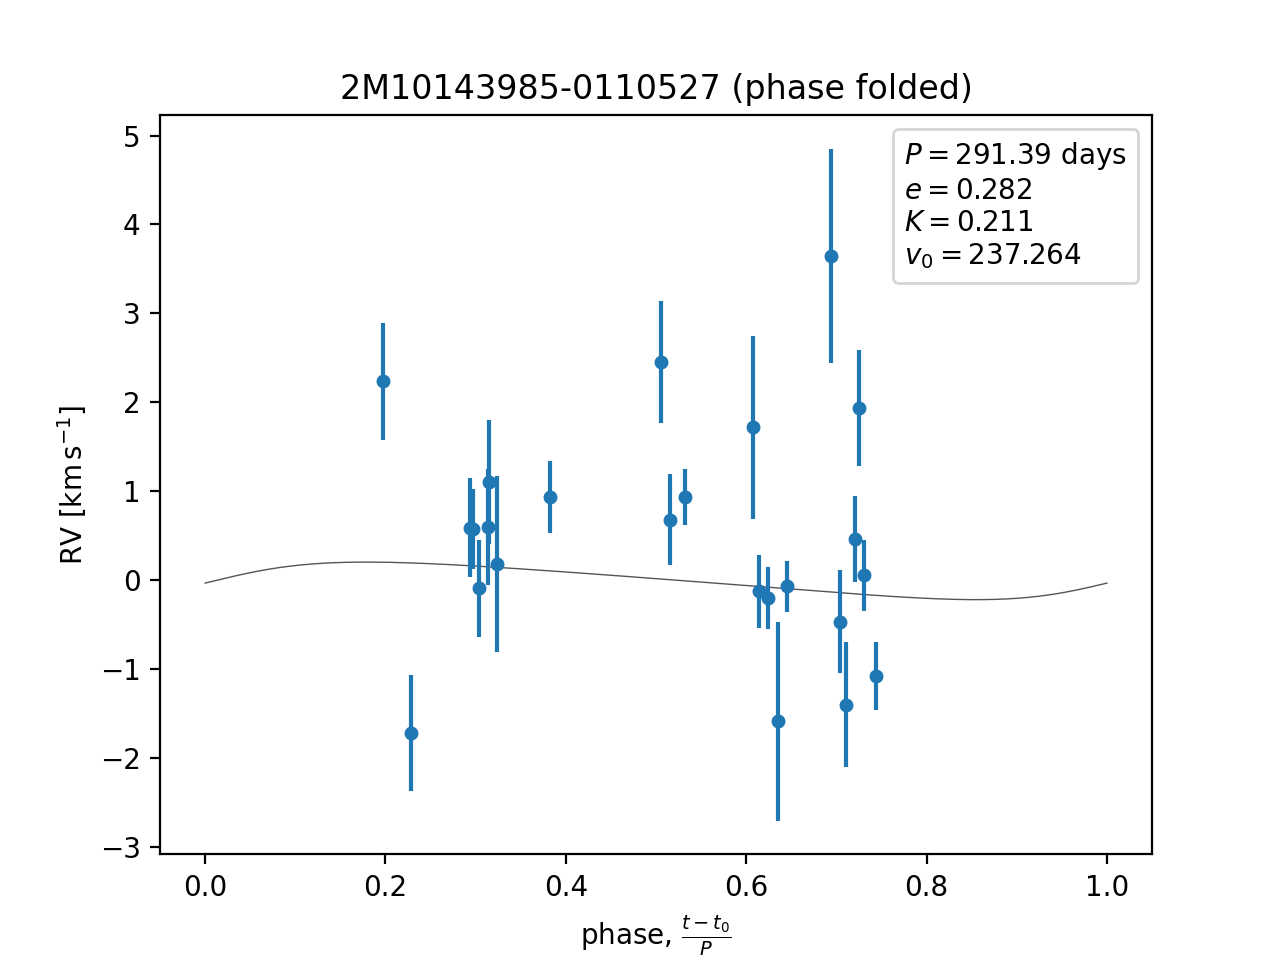 2M10143985-0110527 (phase folded)
P = 291.39 days
e = 0.282
K = 0.211
v₀ = 237.264
5
4
3
2
1
0
−1
−2
−3
RV [km s⁻¹]
0.0 0.2 0.4 0.6 0.8 1.0
phase, (t − t₀)/P